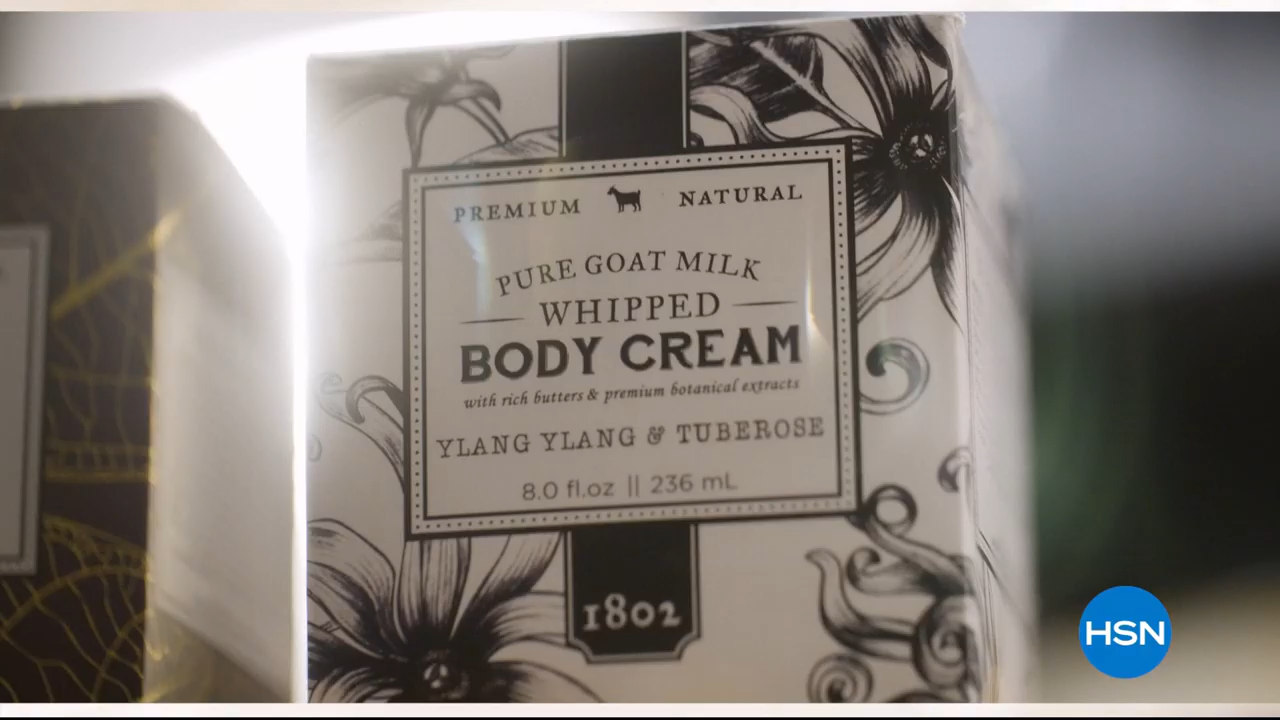 PREMIUM NATURAL
PURE GOAT MILK
WHIPPED
BODY CREAM
with rich butters & premium botanical extracts
YLANG YLANG & TUBEROSE
8.0 fl.oz || 236 mL
1802
HSN